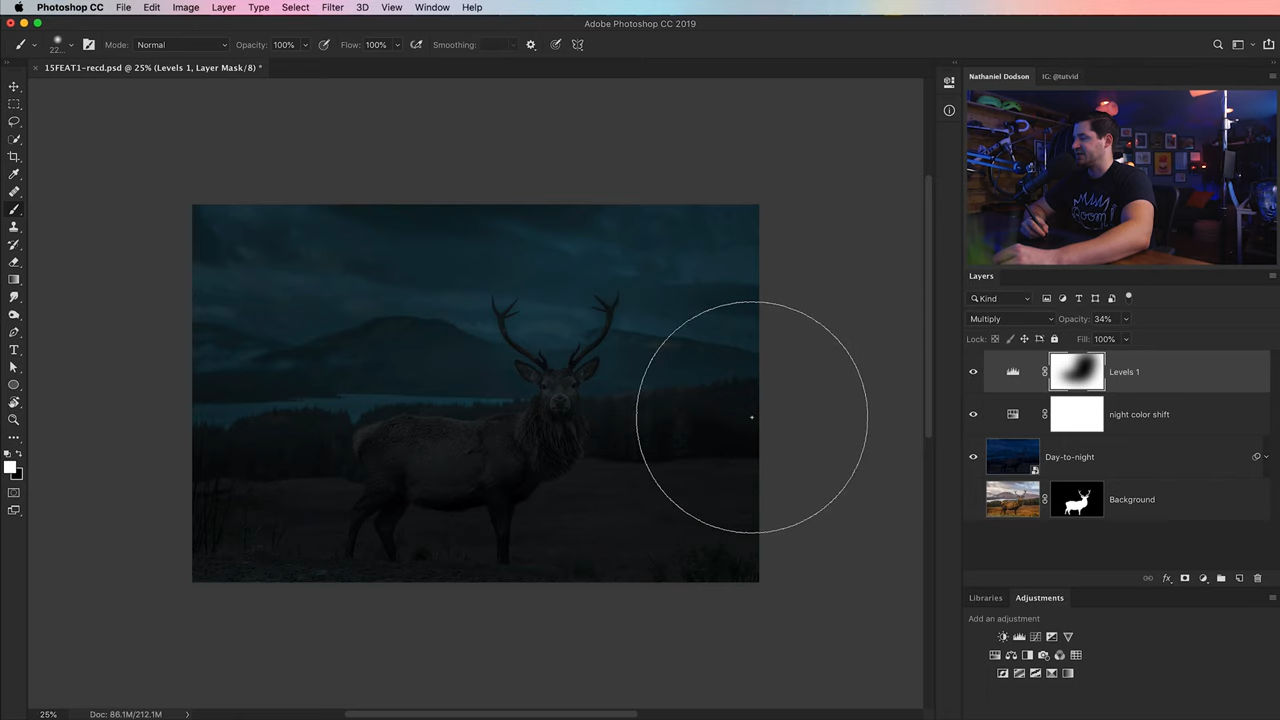 Photoshop CC File Edit Image Layer Type Select Filter 3D View Window Help
Adobe Photoshop CC 2019
22... Mode: Normal Opacity: 100% Flow: 100% Smoothing:
× 15FEAT1-recd.psd @ 25% (Levels 1, Layer Mask/8) *
Nathaniel Dodson IG: @tutvid
ROOM
Layers
Kind
Multiply Opacity: 34%
Lock: Fill: 100%
Levels 1
night color shift
Day-to-night
Background
fx
Libraries Adjustments
Add an adjustment
25% Doc: 86.1M/212.1M